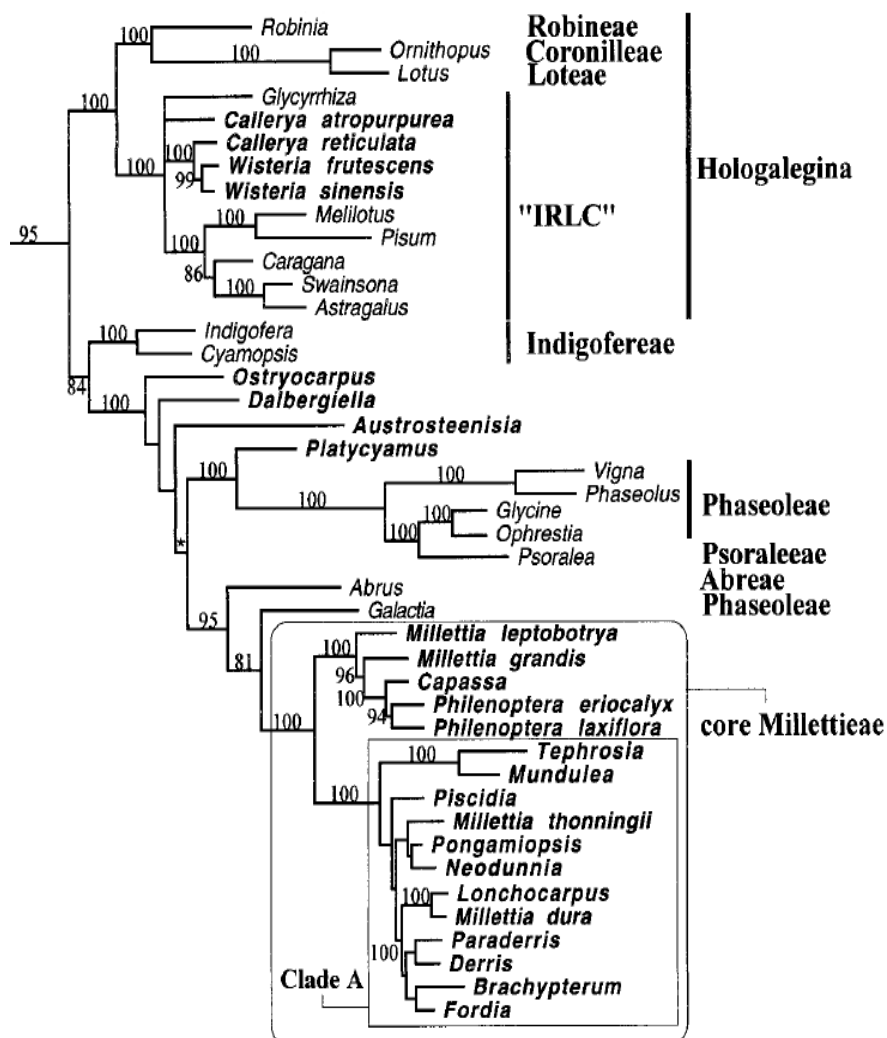 100 Robinia Robineae
100 Ornithopus Coronilleae
Lotus Loteae
100
Glycyrrhiza
Callerya atropurpurea
100 100 Callerya reticulata
Wisteria frutescens Hologalegina
99 Wisteria sinensis
100 Melilotus "IRLC"
95 100 Pisum
86 Caragana
100 Swainsona
Astragalus
100 Indigofera
Cyamopsis Indigofereae
84 Ostryocarpus
100 Dalbergiella
Austrosteenisia
100 Platycyamus
100 Vigna
100 Phaseolus
100 Glycine Phaseoleae
100 Ophrestia
* Psoralea Psoraleeae
Abrus Abreae
95 Galactia Phaseoleae
100 Millettia leptobotrya
81 96 Millettia grandis
100 Capassa
Philenoptera eriocalyx
100 94 Philenoptera laxiflora core Millettieae
100 Tephrosia
100 Mundulea
Piscidia
Millettia thonningii
Pongamiopsis
Neodunnia
100 Lonchocarpus
Millettia dura
100 Paraderris
Clade A Derris
Brachypterum
Fordia